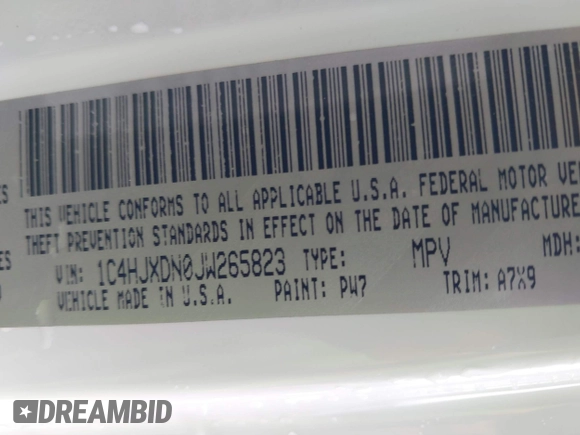 THIS VEHICLE CONFORMS TO ALL APPLICABLE U.S.A. FEDERAL MOTOR VE
THEFT PREVENTION STANDARDS IN EFFECT ON THE DATE OF MANUFACTURE
VIN: 1C4HJXDN0JW265823 TYPE: MPV MDH:
VEHICLE MADE IN U.S.A. PAINT: PW7 TRIM: A7X9
DREAMBID